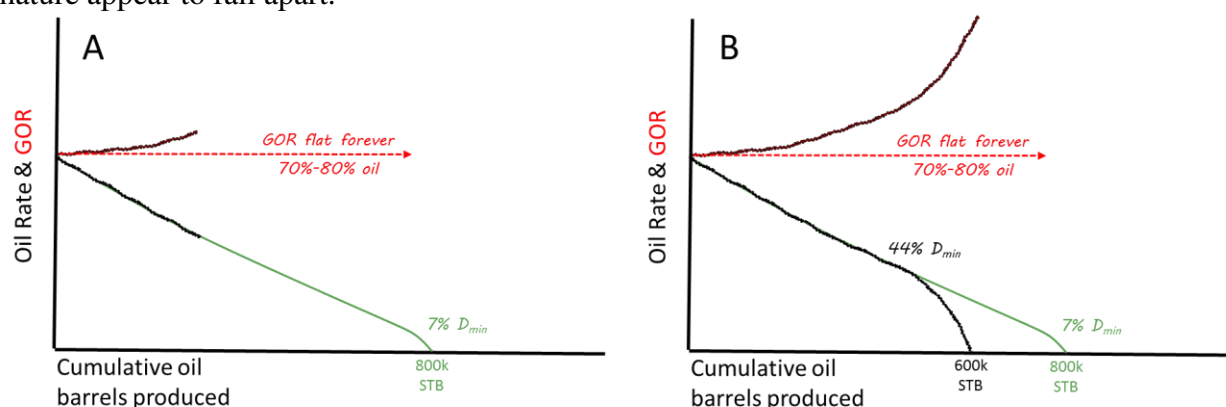 nature appear to fall apart.
A
Oil Rate & GOR
GOR flat forever
70%-80% oil
7% Dmin
800k
STB
Cumulative oil
barrels produced
B
Oil Rate & GOR
GOR flat forever
70%-80% oil
44% Dmin
7% Dmin
600k
STB
800k
STB
Cumulative oil
barrels produced